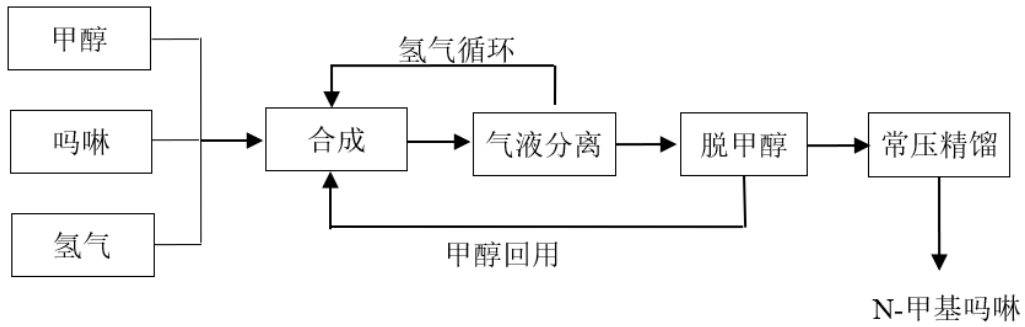 甲醇
氢气循环
吗啉
合成
气液分离
脱甲醇
常压精馏
氢气
甲醇回用
N-甲基吗啉